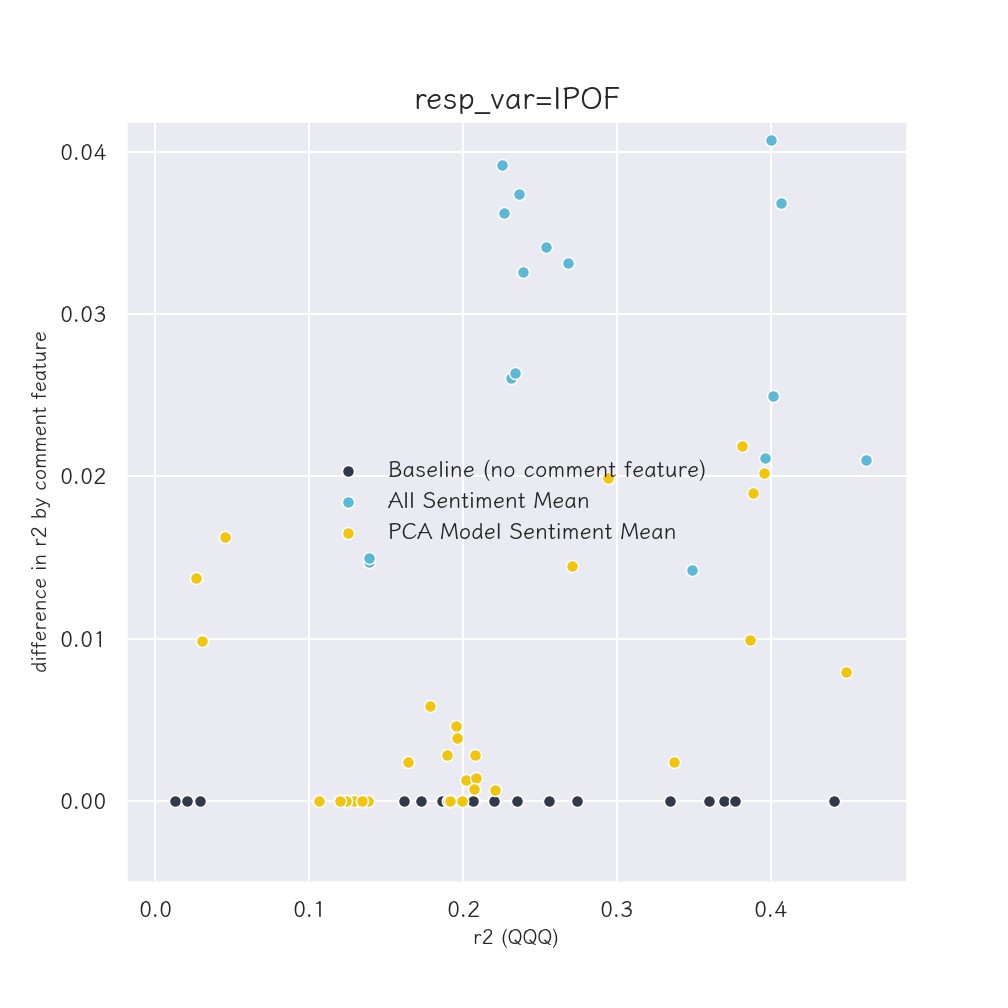 resp_var=IPOF
0.04
0.03
0.02
0.01
0.00
difference in r2 by comment feature
Baseline (no comment feature)
All Sentiment Mean
PCA Model Sentiment Mean
0.0 0.1 0.2 0.3 0.4
r2 (QQQ)